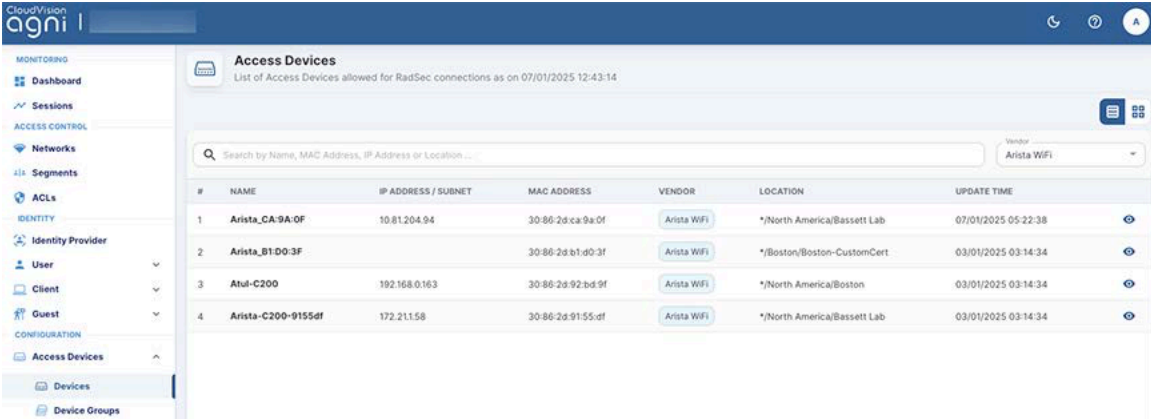 CloudVision
agni
A
MONITORING
Dashboard
Sessions
ACCESS CONTROL
Networks
Segments
ACLs
IDENTITY
Identity Provider
User
Client
Guest
CONFIGURATION
Access Devices
Devices
Device Groups
Access Devices
List of Access Devices allowed for RadSec connections as on 07/01/2025 12:43:14
Search by Name, MAC Address, IP Address or Location ...
Vendor
Arista WiFi
# NAME IP ADDRESS / SUBNET MAC ADDRESS VENDOR LOCATION UPDATE TIME
1 Arista_CA:9A:0F 10.81.204.94 30:86:2d:ca:9a:0f Arista WiFi */North America/Bassett Lab 07/01/2025 05:22:38
2 Arista_B1:D0:3F 30:86:2d:b1:d0:3f Arista WiFi */Boston/Boston-CustomCert 03/01/2025 03:14:34
3 Atul-C200 192.168.0.163 30:86:2d:92:bd:9f Arista WiFi */North America/Boston 03/01/2025 03:14:34
4 Arista-C200-9155df 172.21.1.58 30:86:2d:91:55:df Arista WiFi */North America/Bassett Lab 03/01/2025 03:14:34